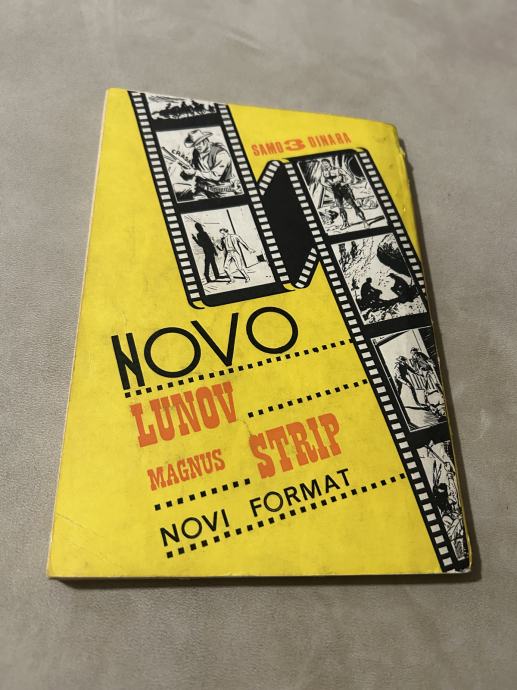 SAMO 3 DINARA
NOVO
LUNOV
MAGNUS STRIP
NOVI FORMAT